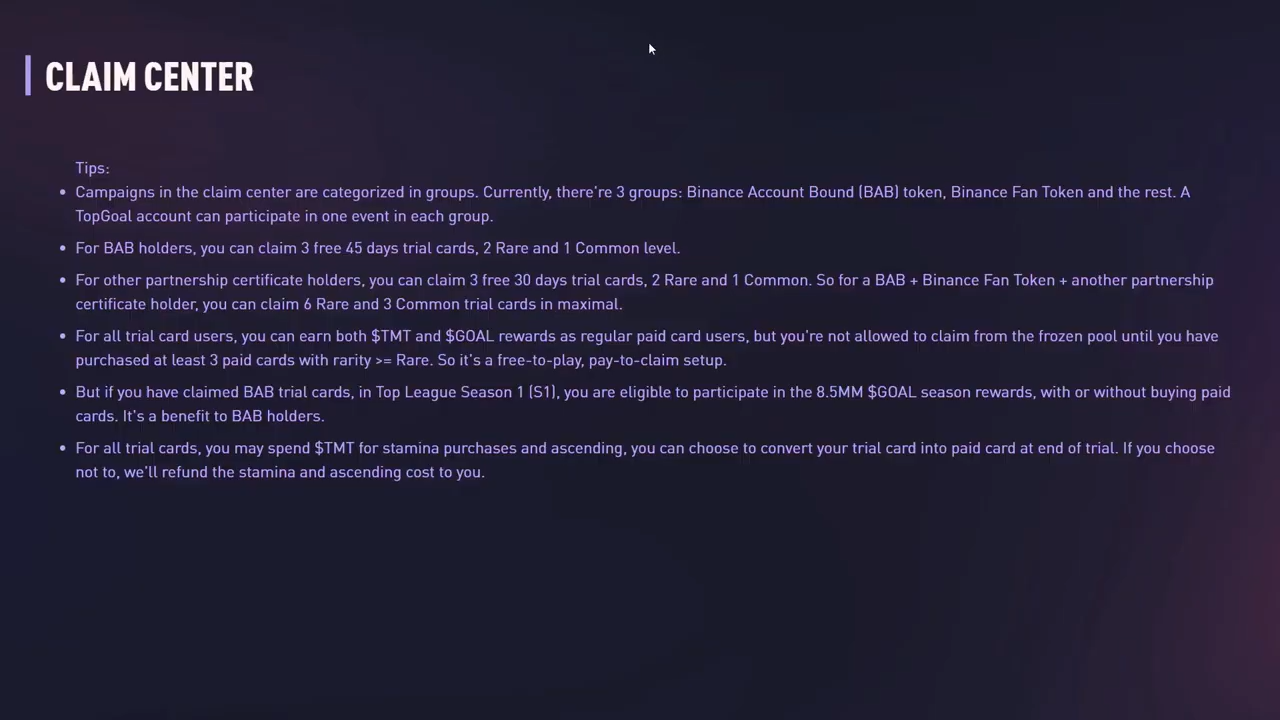 CLAIM CENTER
Tips:
• Campaigns in the claim center are categorized in groups. Currently, there're 3 groups: Binance Account Bound (BAB) token, Binance Fan Token and the rest. A
TopGoal account can participate in one event in each group.
• For BAB holders, you can claim 3 free 45 days trial cards, 2 Rare and 1 Common level.
• For other partnership certificate holders, you can claim 3 free 30 days trial cards, 2 Rare and 1 Common. So for a BAB + Binance Fan Token + another partnership
certificate holder, you can claim 6 Rare and 3 Common trial cards in maximal.
• For all trial card users, you can earn both $TMT and $GOAL rewards as regular paid card users, but you're not allowed to claim from the frozen pool until you have
purchased at least 3 paid cards with rarity >= Rare. So it's a free-to-play, pay-to-claim setup.
• But if you have claimed BAB trial cards, in Top League Season 1 (S1), you are eligible to participate in the 8.5MM $GOAL season rewards, with or without buying paid
cards. It's a benefit to BAB holders.
• For all trial cards, you may spend $TMT for stamina purchases and ascending, you can choose to convert your trial card into paid card at end of trial. If you choose
not to, we'll refund the stamina and ascending cost to you.